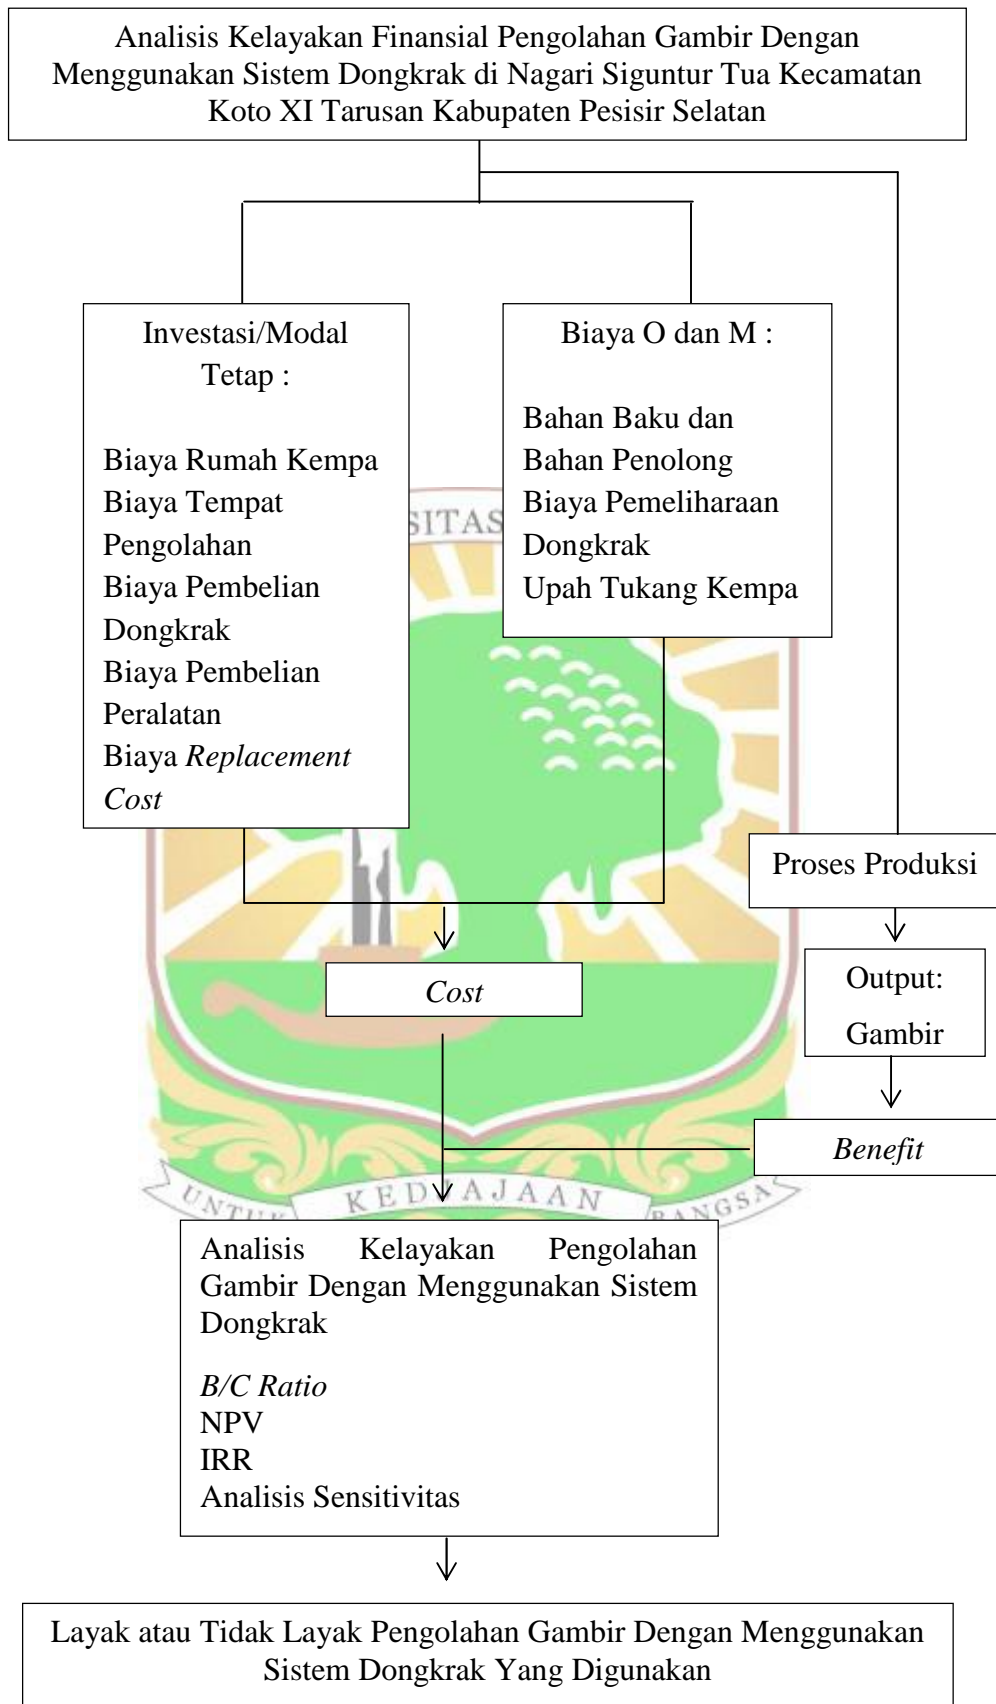 Analisis Kelayakan Finansial Pengolahan Gambir Dengan
Menggunakan Sistem Dongkrak di Nagari Siguntur Tua Kecamatan
Koto XI Tarusan Kabupaten Pesisir Selatan
Investasi/Modal
Tetap :
Biaya Rumah Kempa
Biaya Tempat
Pengolahan
Biaya Pembelian
Dongkrak
Biaya Pembelian
Peralatan
Biaya Replacement
Cost
Biaya O dan M :
Bahan Baku dan
Bahan Penolong
Biaya Pemeliharaan
Dongkrak
Upah Tukang Kempa
SITAS
Proses Produksi
Cost
Output:
Gambir
Benefit
UNTUK KEDJAJAAN BANGSA
Analisis Kelayakan Pengolahan
Gambir Dengan Menggunakan Sistem
Dongkrak
B/C Ratio
NPV
IRR
Analisis Sensitivitas
Layak atau Tidak Layak Pengolahan Gambir Dengan Menggunakan
Sistem Dongkrak Yang Digunakan